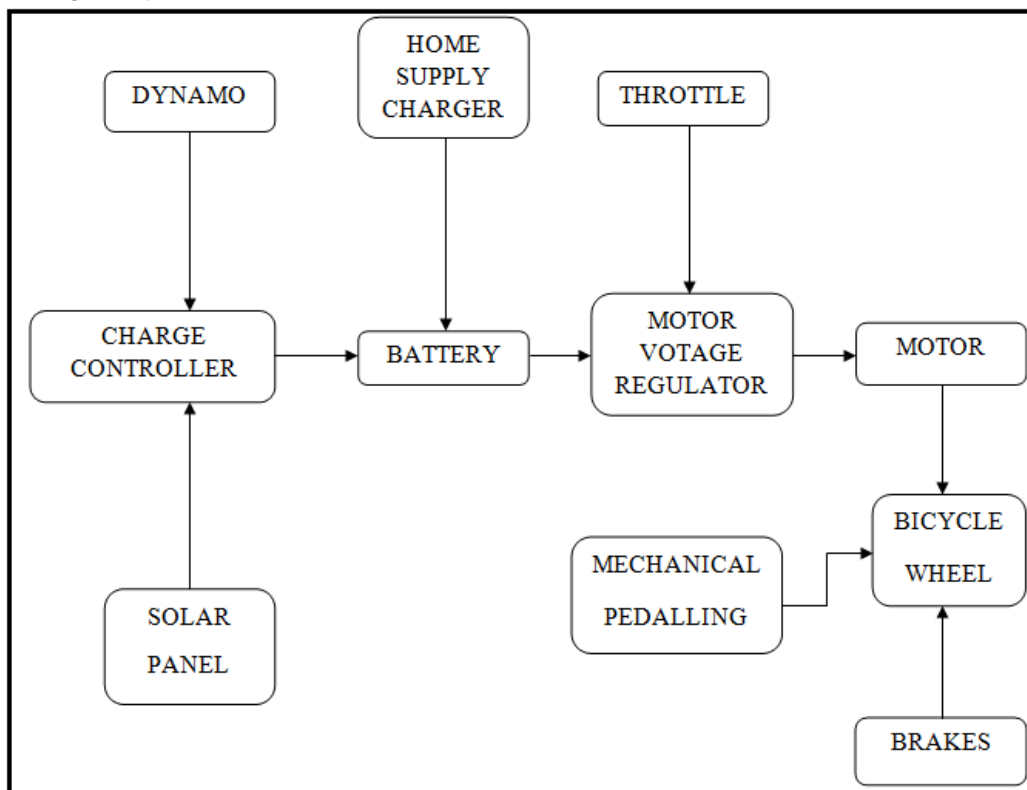 HOME
SUPPLY
CHARGER
DYNAMO
THROTTLE
CHARGE
CONTROLLER
BATTERY
MOTOR
VOTAGE
REGULATOR
MOTOR
MECHANICAL
PEDALLING
BICYCLE
WHEEL
SOLAR
PANEL
BRAKES